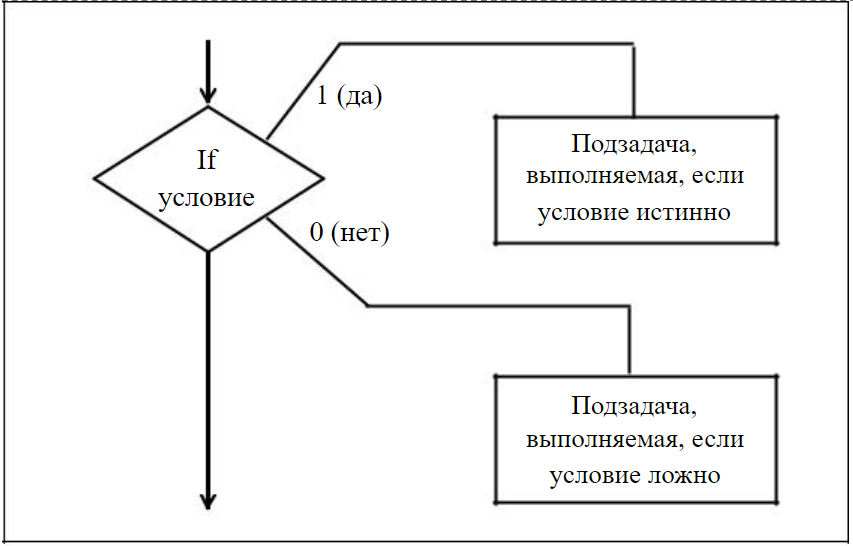 If
условие
1 (да)
0 (нет)
Подзадача,
выполняемая, если
условие истинно
Подзадача,
выполняемая, если
условие ложно